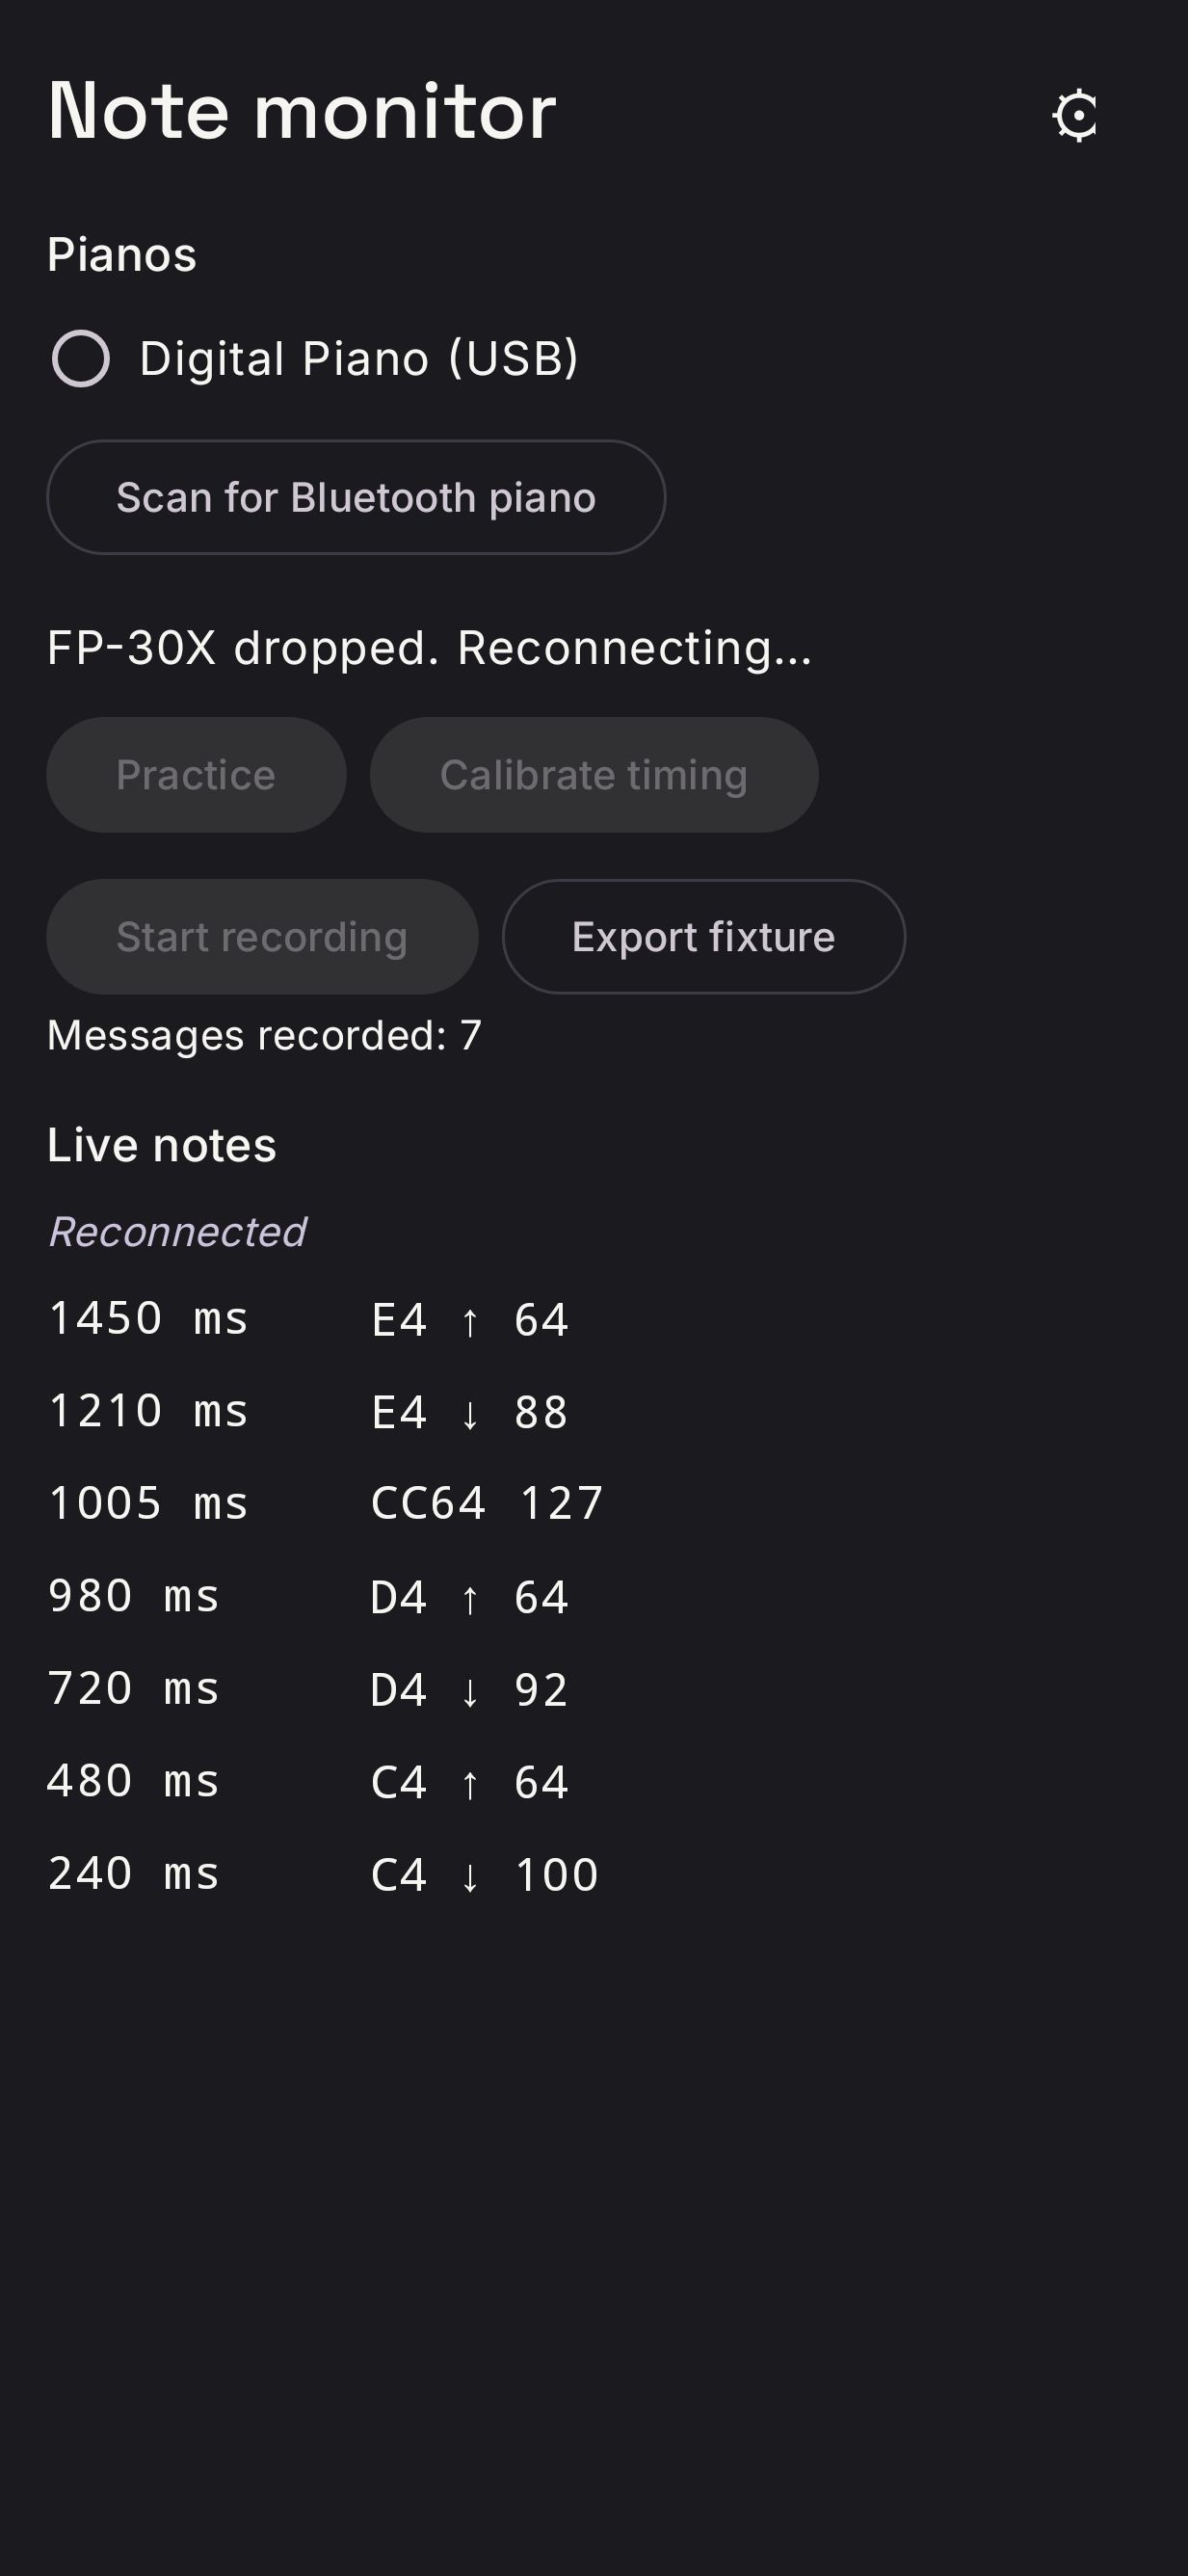 Note monitor
Pianos
Digital Piano (USB)
Scan for Bluetooth piano
FP-30X dropped. Reconnecting…
Practice Calibrate timing
Start recording Export fixture
Messages recorded: 7
Live notes
Reconnected
1450 ms E4 ↑ 64
1210 ms E4 ↓ 88
1005 ms CC64 127
980 ms D4 ↑ 64
720 ms D4 ↓ 92
480 ms C4 ↑ 64
240 ms C4 ↓ 100